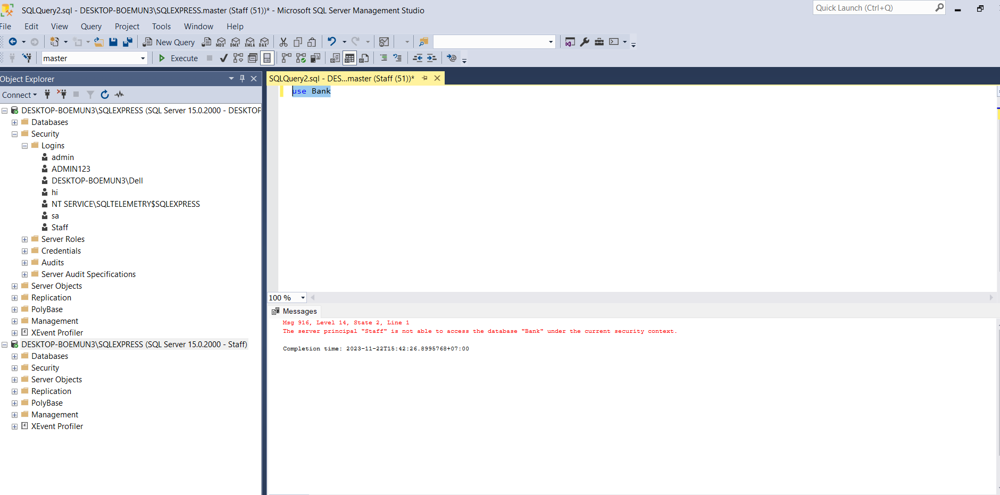 SQLQuery2.sql - DESKTOP-BOEMUN3\SQLEXPRESS.master (Staff (51))* - Microsoft SQL Server Management Studio
Quick Launch (Ctrl+Q)
File Edit View Query Project Tools Window Help
New Query MDX DMX XMLA DAX
master Execute
Object Explorer
Connect
DESKTOP-BOEMUN3\SQLEXPRESS (SQL Server 15.0.2000 - DESKTOP
Databases
Security
Logins
admin
ADMIN123
DESKTOP-BOEMUN3\Dell
hi
NT SERVICE\SQLTELEMETRY$SQLEXPRESS
sa
Staff
Server Roles
Credentials
Audits
Server Audit Specifications
Server Objects
Replication
PolyBase
Management
XEvent Profiler
DESKTOP-BOEMUN3\SQLEXPRESS (SQL Server 15.0.2000 - Staff)
Databases
Security
Server Objects
Replication
PolyBase
Management
XEvent Profiler
SQLQuery2.sql - DES...master (Staff (51))*
use Bank
100 %
Messages
Msg 916, Level 14, State 2, Line 1
The server principal "Staff" is not able to access the database "Bank" under the current security context.
Completion time: 2023-11-22T15:42:26.8995768+07:00